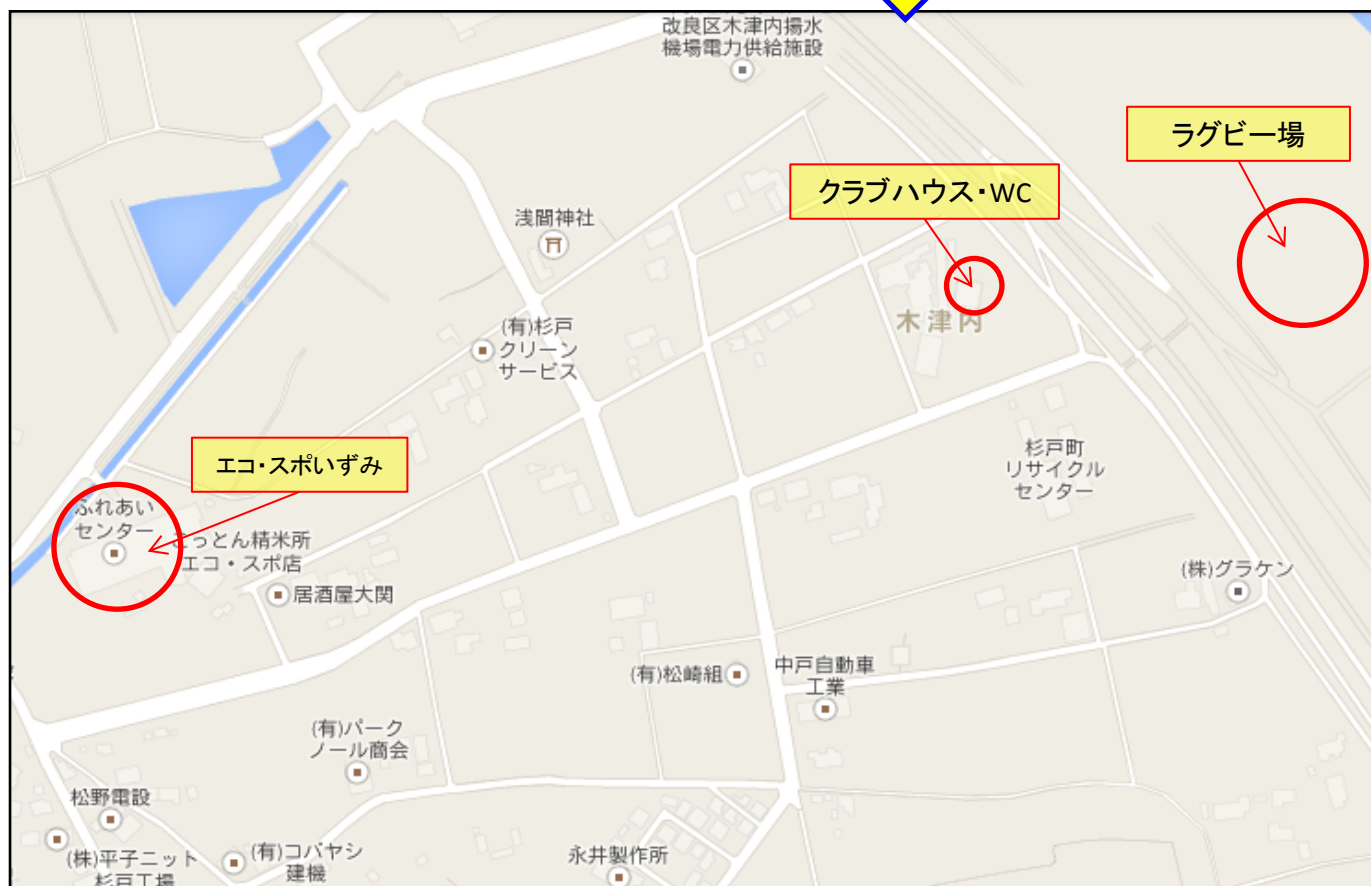 改良区木津内揚水
機場電力供給施設
ラグビー場
クラブハウス・WC
浅間神社
木津内
(有)杉戸
クリーン
サービス
エコ・スポいずみ
杉戸町
リサイクル
センター
ふれあい
センター
っとん精米所
エコ・スポ店
居酒屋大関
(株)グラケン
(有)松崎組
中戸自動車
工業
(有)パーク
ノール商会
松野電設
(株)平子ニット
杉戸工場
(有)コバヤシ
建機
永井製作所